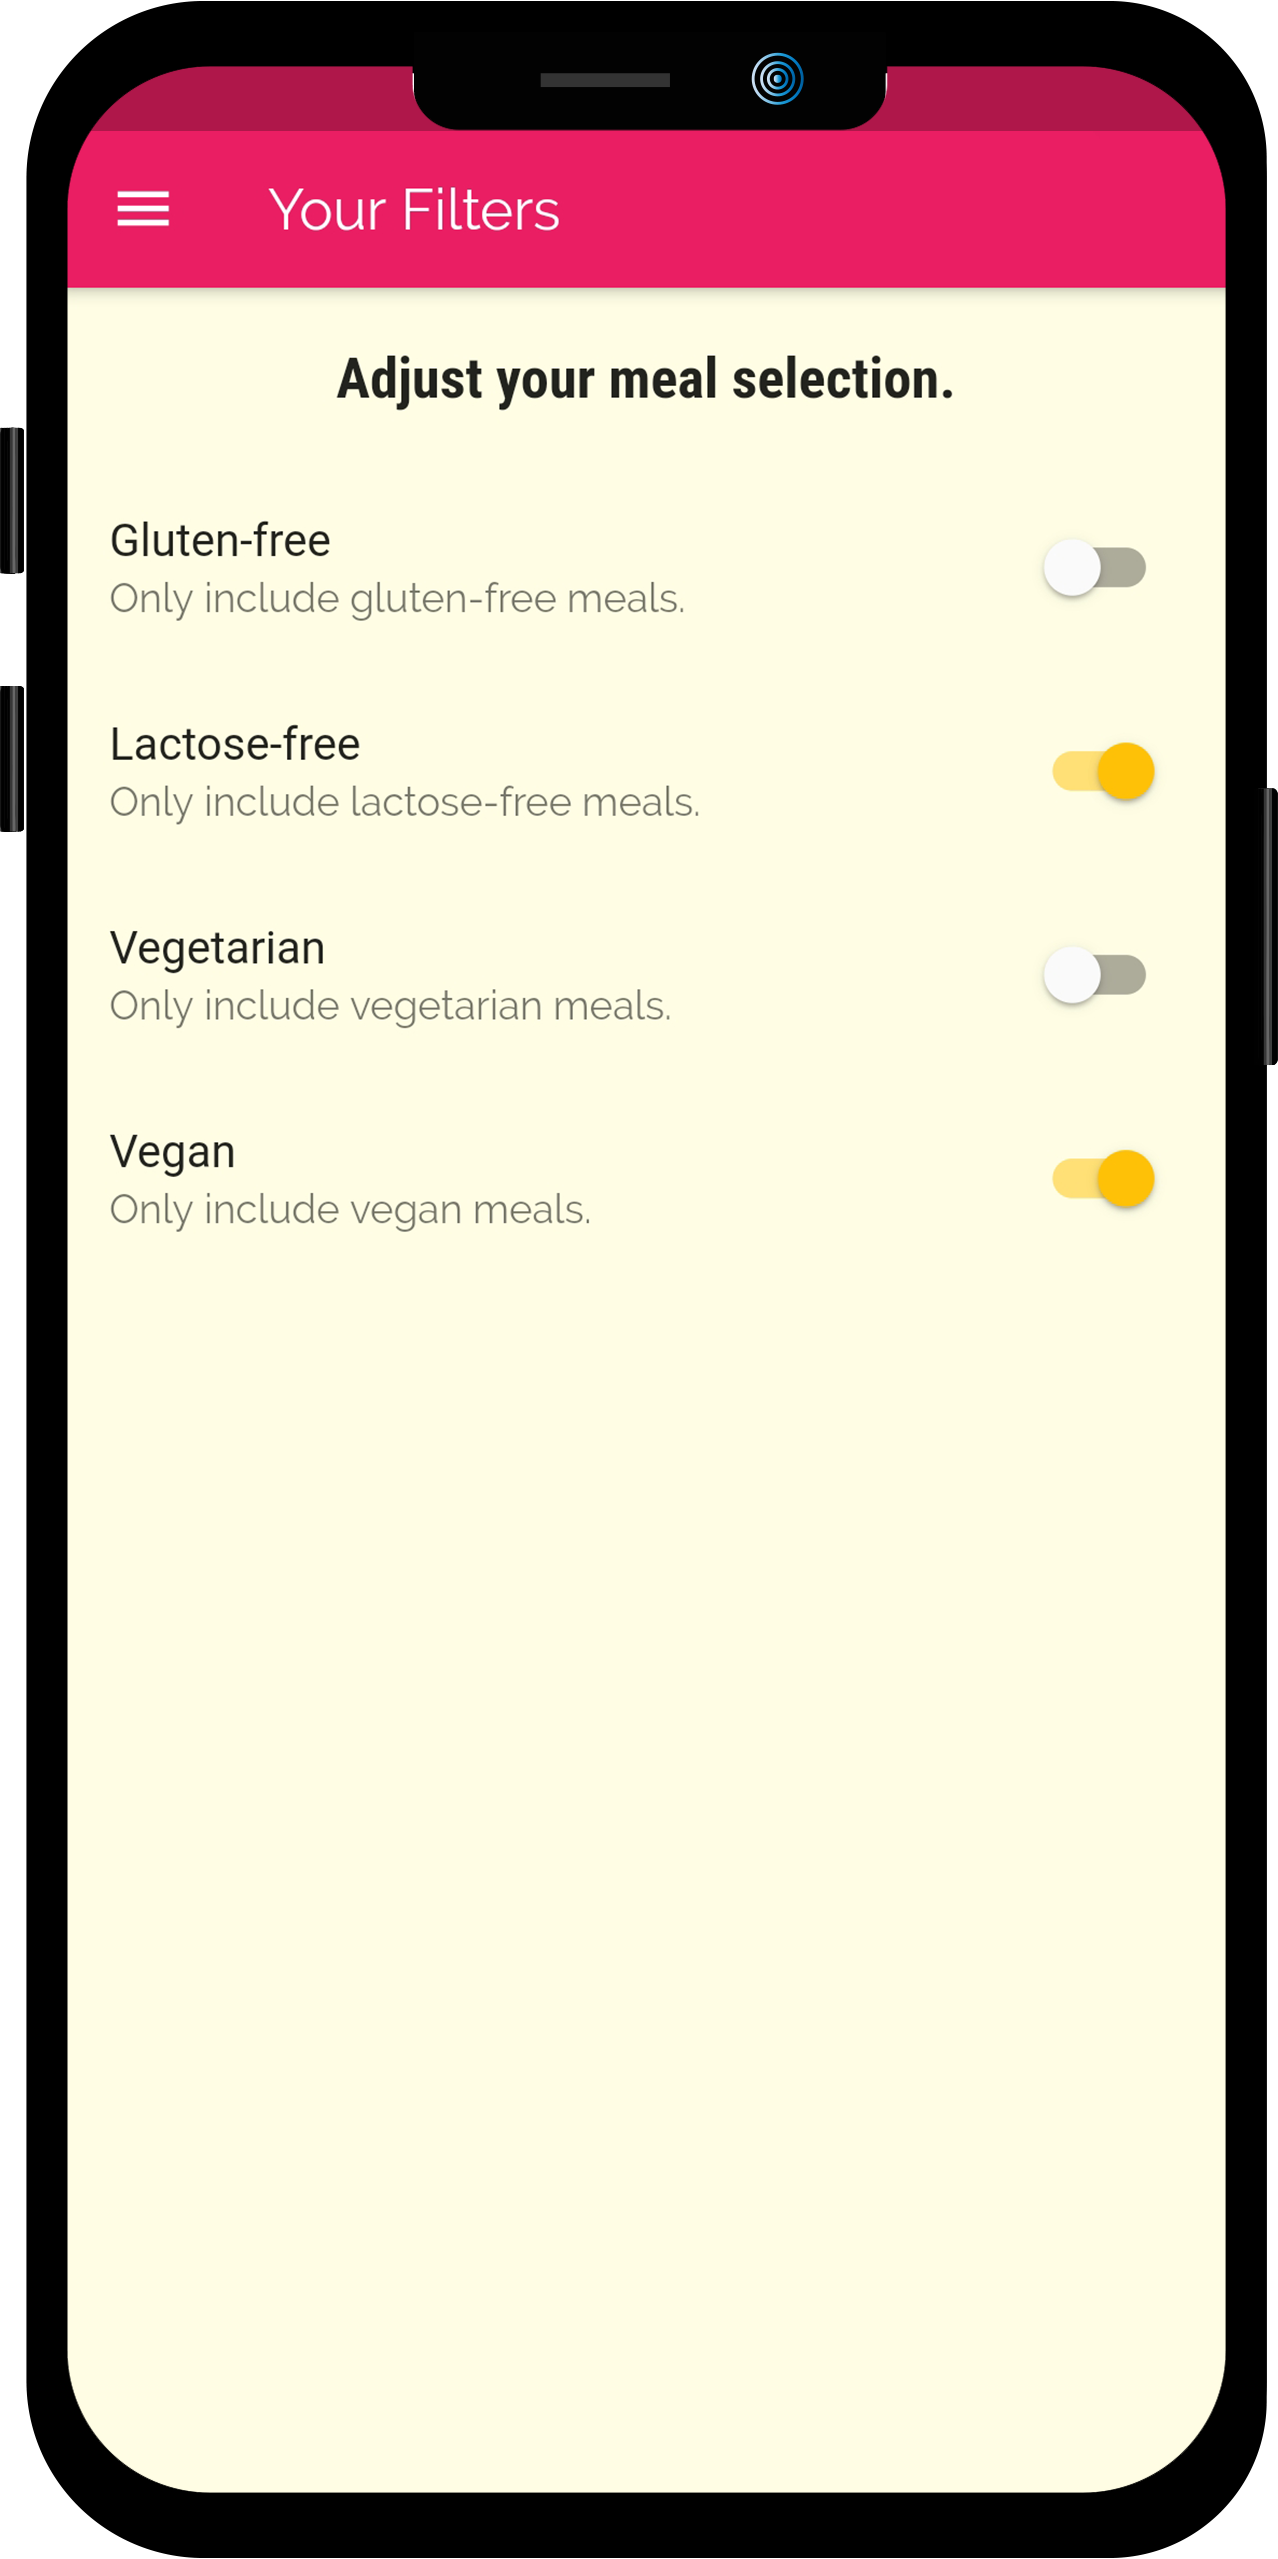 Your Filters
Adjust your meal selection.
Gluten-free
Only include gluten-free meals.
Lactose-free
Only include lactose-free meals.
Vegetarian
Only include vegetarian meals.
Vegan
Only include vegan meals.